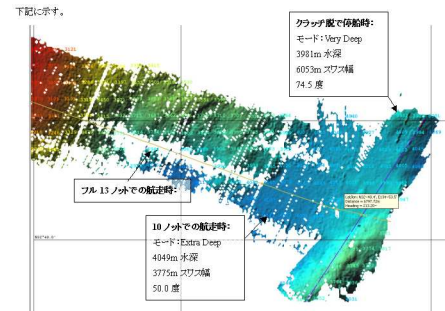 下記に示す。
クラッチ脱で停船時：
モード：Very Deep
3981m 水深
6053m スワス幅
74.5 度
フル 13 ノットでの航走時：
10 ノットでの航走時：
モード：Extra Deep
4049m 水深
3775m スワス幅
50.0 度